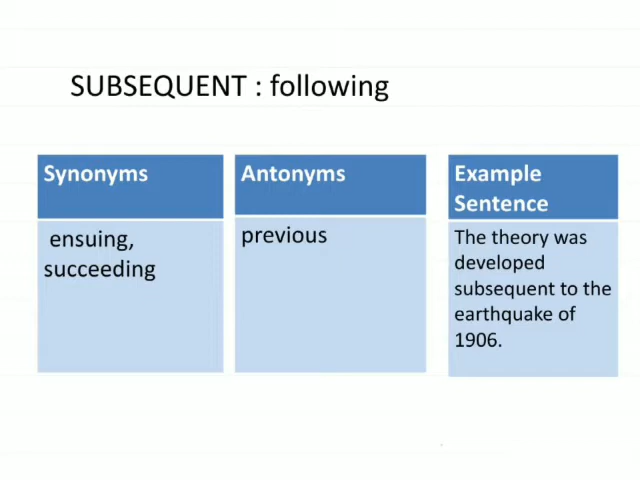 SUBSEQUENT : following
Synonyms
ensuing,
succeeding
Antonyms
previous
Example
Sentence
The theory was
developed
subsequent to the
earthquake of
1906.